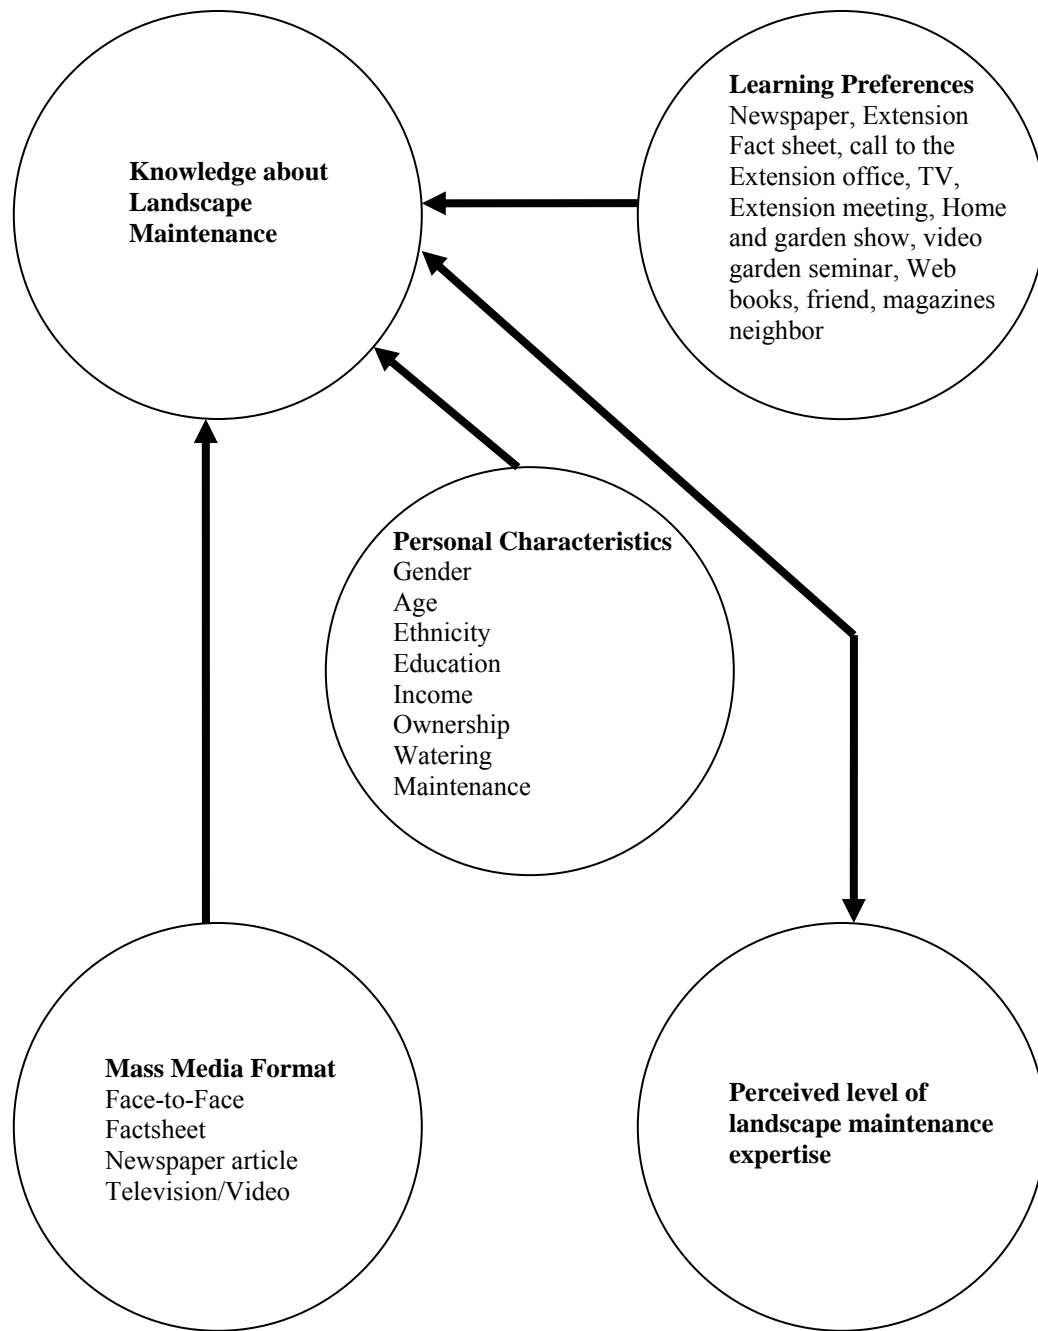 Knowledge about
Landscape
Maintenance
Learning Preferences
Newspaper, Extension
Fact sheet, call to the
Extension office, TV,
Extension meeting, Home
and garden show, video
garden seminar, Web
books, friend, magazines
neighbor
Personal Characteristics
Gender
Age
Ethnicity
Education
Income
Ownership
Watering
Maintenance
Mass Media Format
Face-to-Face
Factsheet
Newspaper article
Television/Video
Perceived level of
landscape maintenance
expertise